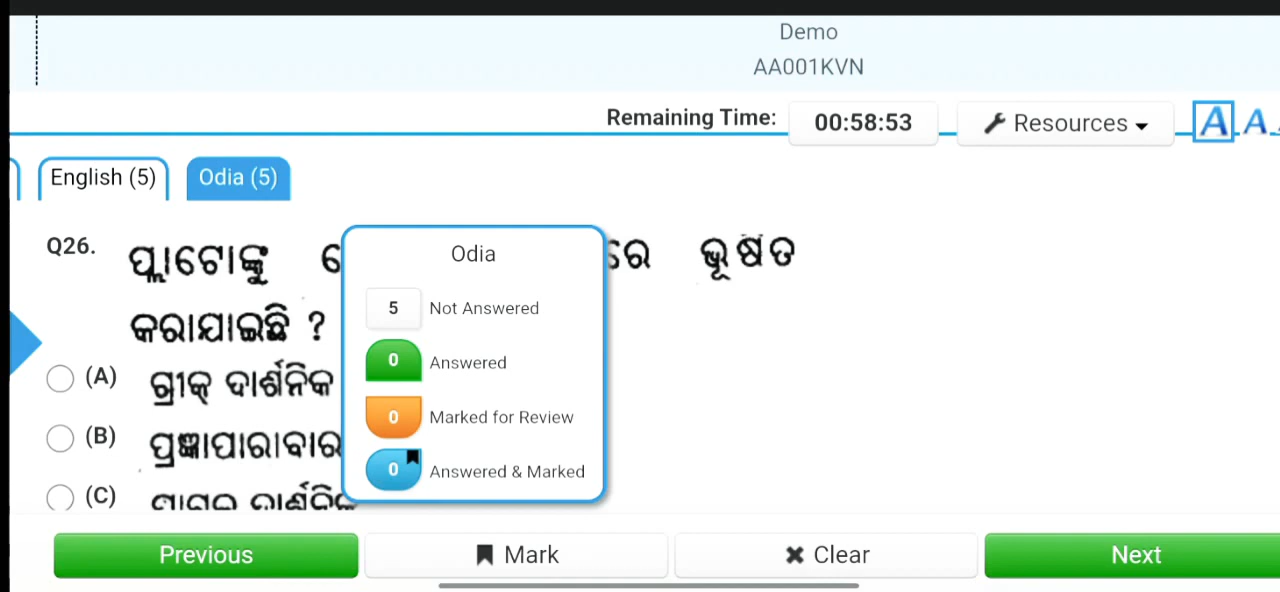 Demo
AA001KVN
Remaining Time: 00:58:53 Resources A A
English (5) Odia (5)
Q26. ପ୍ଲାଟୋଙ୍କୁ ରେ ଭୂଷିତ
କରାଯାଇଛି ?
(A) ଗ୍ରୀକ୍ ଦାର୍ଶନିକ
(B) ପ୍ରଜ୍ଞାପାରାବାର
(C)
Odia
5 Not Answered
0 Answered
0 Marked for Review
0 Answered & Marked
Previous Mark Clear Next